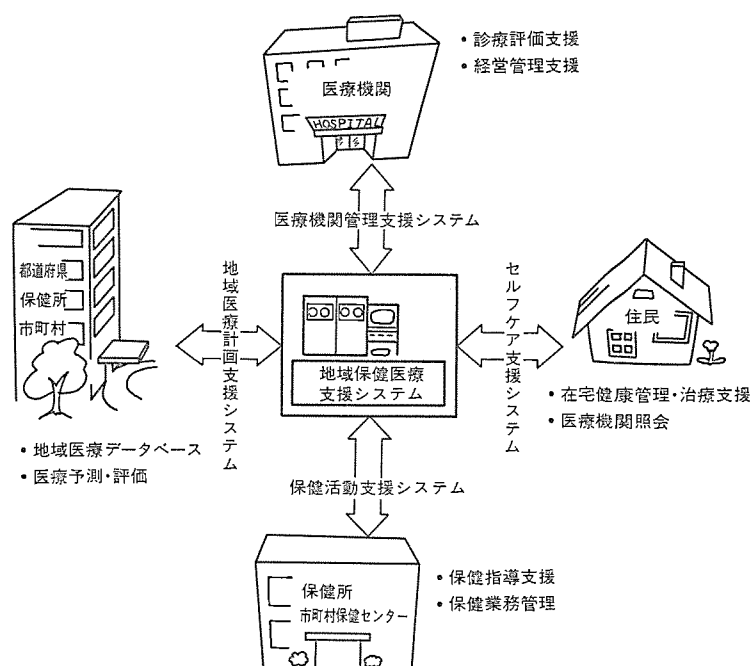 ・診療評価支援
・経営管理支援
医療機関
HOSPITAL
医療機関管理支援システム
都道府県
保健所
市町村
地域医療計画支援システム
セルフケア支援システム
住民
地域保健医療
支援システム
・在宅健康管理・治療支援
・医療機関照会
・地域医療データベース
・医療予測・評価
保健活動支援システム
・保健指導支援
・保健業務管理
保健所
市町村保健センター